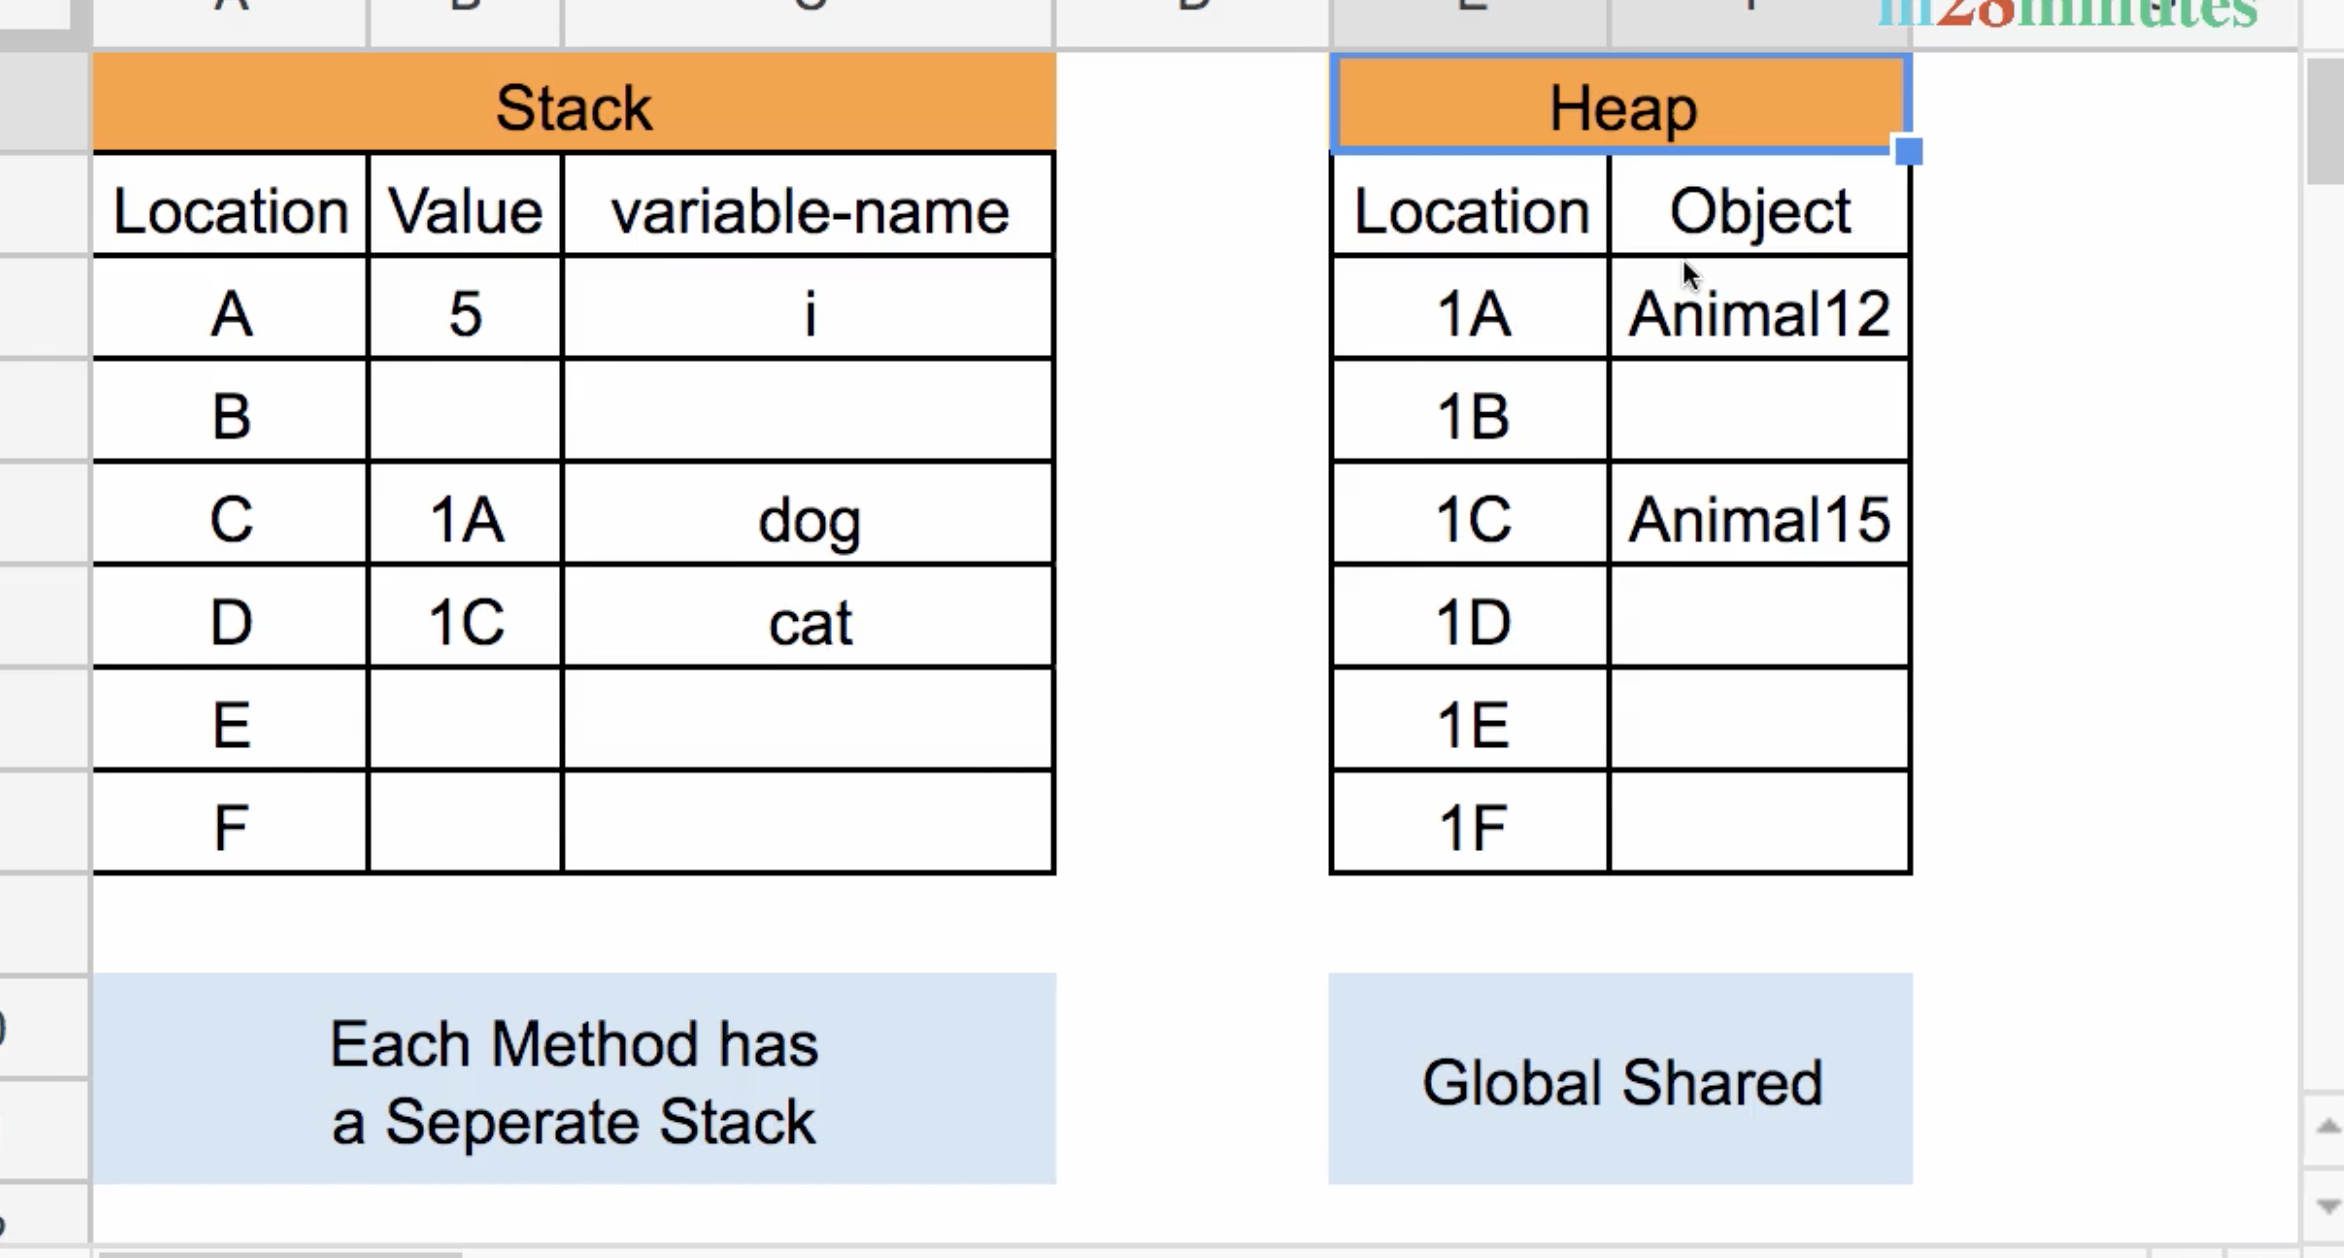 in28minutes
Stack Heap
Location Value variable-name Location Object
A 5 i 1A Animal12
B 1B
C 1A dog 1C Animal15
D 1C cat 1D
E 1E
F 1F
Each Method has
a Seperate Stack
Global Shared